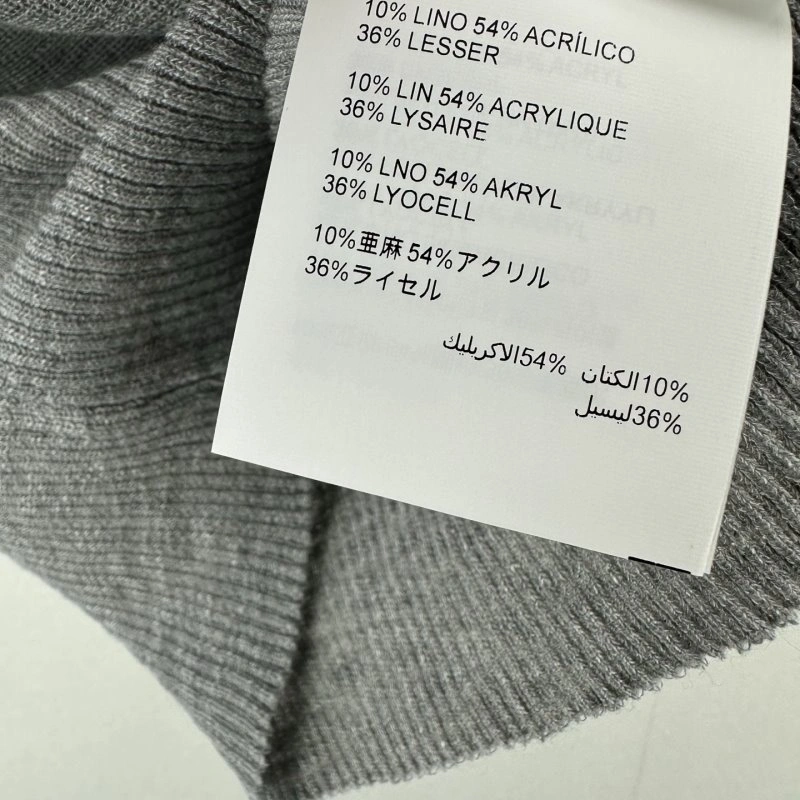 10% LINO 54% ACRÍLICO
36% LESSER
10% LIN 54% ACRYLIQUE
36% LYSAIRE
10% LNO 54% AKRYL
36% LYOCELL
10%亜麻 54%アクリル
36%ライセル
10%الكتان 54%الاكريليك
36%ليسيل